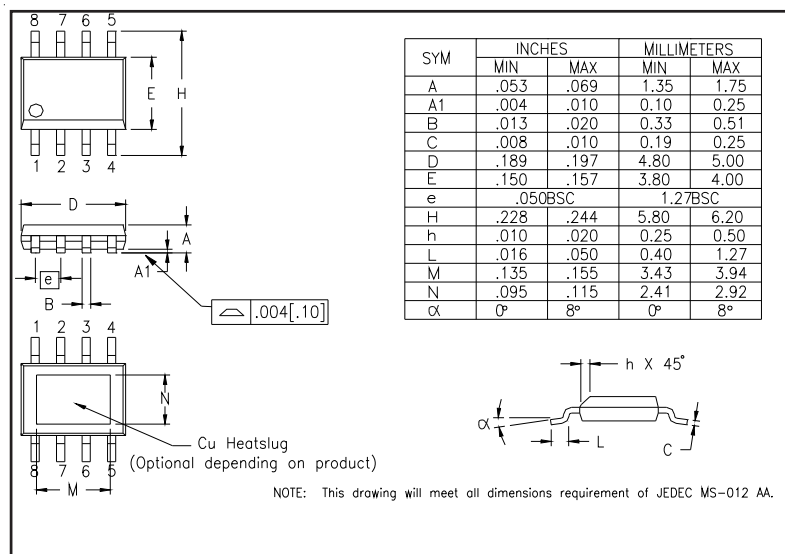 8 7 6 5
E
H
1 2 3 4
D
A
A1
e
B
.004[.10]
1 2 3 4
N
8 7 6 5
M
Cu Heatslug
(Optional depending on product)
SYM INCHES MILLIMETERS
MIN MAX MIN MAX
A .053 .069 1.35 1.75
A1 .004 .010 0.10 0.25
B .013 .020 0.33 0.51
C .008 .010 0.19 0.25
D .189 .197 4.80 5.00
E .150 .157 3.80 4.00
e .050BSC 1.27BSC
H .228 .244 5.80 6.20
h .010 .020 0.25 0.50
L .016 .050 0.40 1.27
M .135 .155 3.43 3.94
N .095 .115 2.41 2.92
α 0° 8° 0° 8°
h X 45°
α
L
C
NOTE: This drawing will meet all dimensions requirement of JEDEC MS-012 AA.